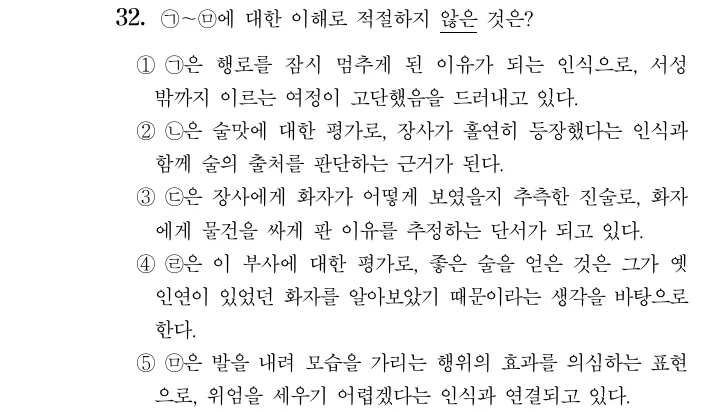 32. ㉠~㉤에 대한 이해로 적절하지 않은 것은?
① ㉠은 행로를 잠시 멈추게 된 이유가 되는 인식으로, 서성
밖까지 이르는 여정이 고단했음을 드러내고 있다.
② ㉡은 술맛에 대한 평가로, 장사가 홀연히 등장했다는 인식과
함께 술의 출처를 판단하는 근거가 된다.
③ ㉢은 장사에게 화자가 어떻게 보였을지 추측한 진술로, 화자
에게 물건을 싸게 판 이유를 추정하는 단서가 되고 있다.
④ ㉣은 이 부사에 대한 평가로, 좋은 술을 얻은 것은 그가 옛
인연이 있었던 화자를 알아보았기 때문이라는 생각을 바탕으로
한다.
⑤ ㉤은 발을 내려 모습을 가리는 행위의 효과를 의심하는 표현
으로, 위엄을 세우기 어렵겠다는 인식과 연결되고 있다.